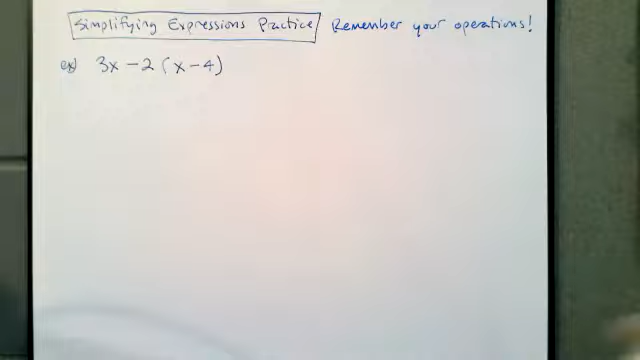 Simplifying Expressions Practice Remember your operations!
ex) 3x - 2 (x - 4)